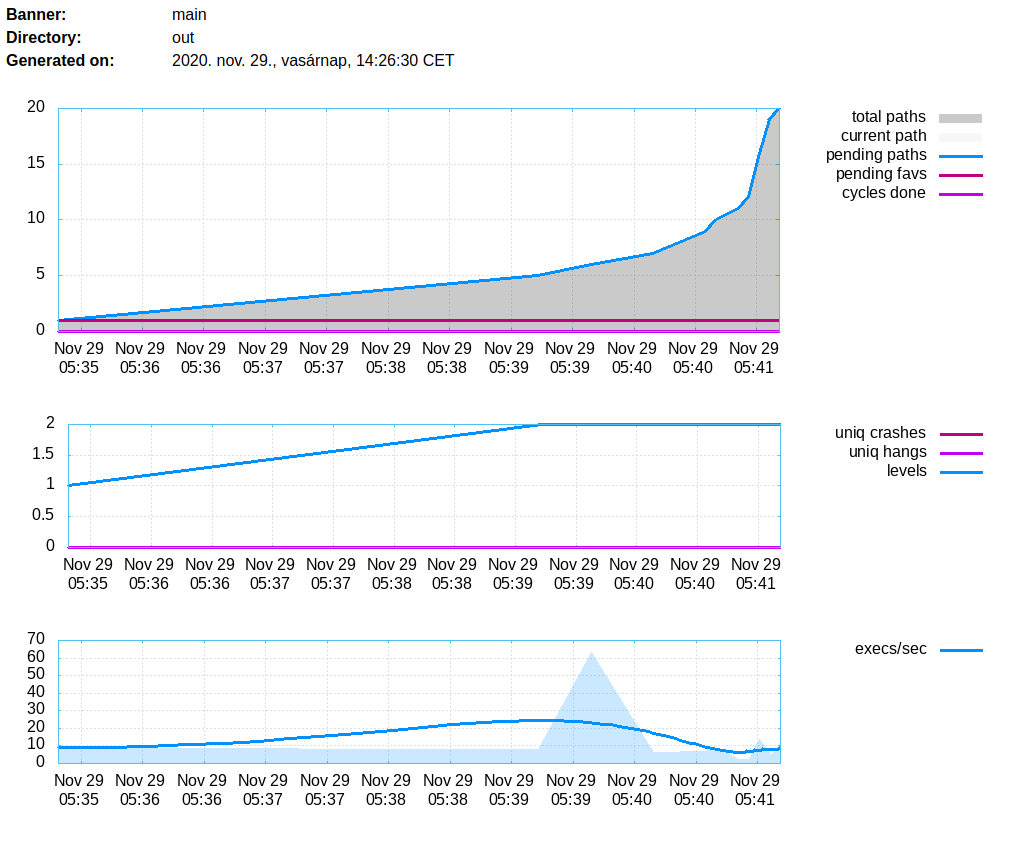 Banner: main
Directory: out
Generated on: 2020. nov. 29., vasárnap, 14:26:30 CET
20
15
10
5
0
Nov 29 Nov 29 Nov 29 Nov 29 Nov 29 Nov 29 Nov 29 Nov 29 Nov 29 Nov 29 Nov 29 Nov 29
05:35 05:36 05:36 05:37 05:37 05:38 05:38 05:39 05:39 05:40 05:40 05:41
total paths
current path
pending paths
pending favs
cycles done
2
1.5
1
0.5
0
Nov 29 Nov 29 Nov 29 Nov 29 Nov 29 Nov 29 Nov 29 Nov 29 Nov 29 Nov 29 Nov 29 Nov 29
05:35 05:36 05:36 05:37 05:37 05:38 05:38 05:39 05:39 05:40 05:40 05:41
uniq crashes
uniq hangs
levels
70
60
50
40
30
20
10
0
Nov 29 Nov 29 Nov 29 Nov 29 Nov 29 Nov 29 Nov 29 Nov 29 Nov 29 Nov 29 Nov 29 Nov 29
05:35 05:36 05:36 05:37 05:37 05:38 05:38 05:39 05:39 05:40 05:40 05:41
execs/sec